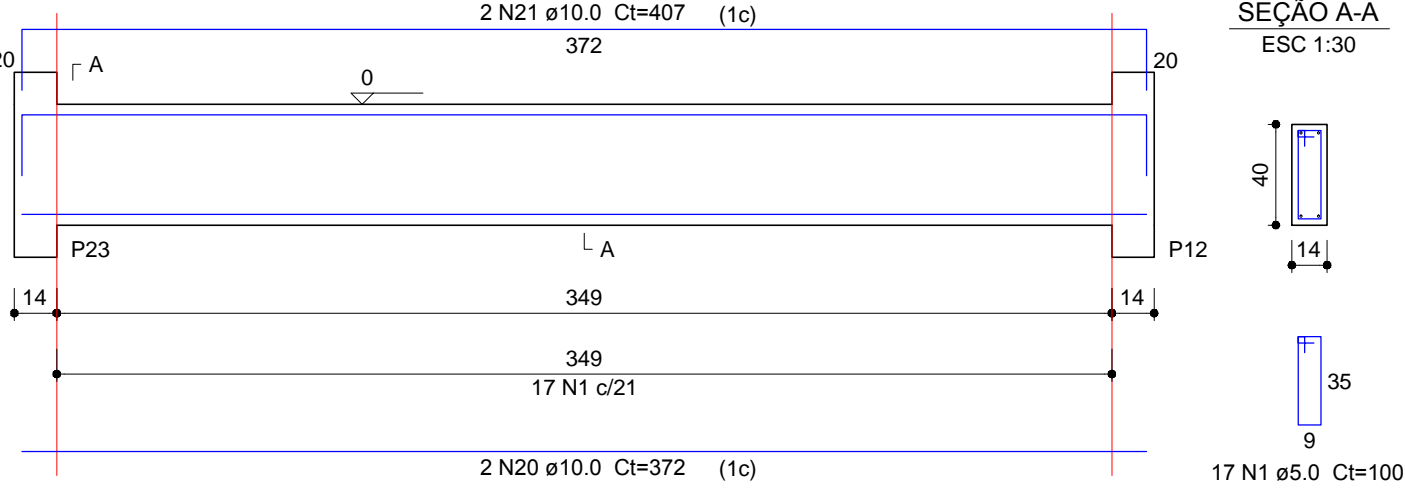 2 N21 ø10.0 Ct=407 (1c)
372
SEÇÃO A-A
ESC 1:30
20
A
0
20
40
14
P23
A
P12
14
349
14
349
17 N1 c/21
35
9
2 N20 ø10.0 Ct=372 (1c)
17 N1 ø5.0 Ct=100